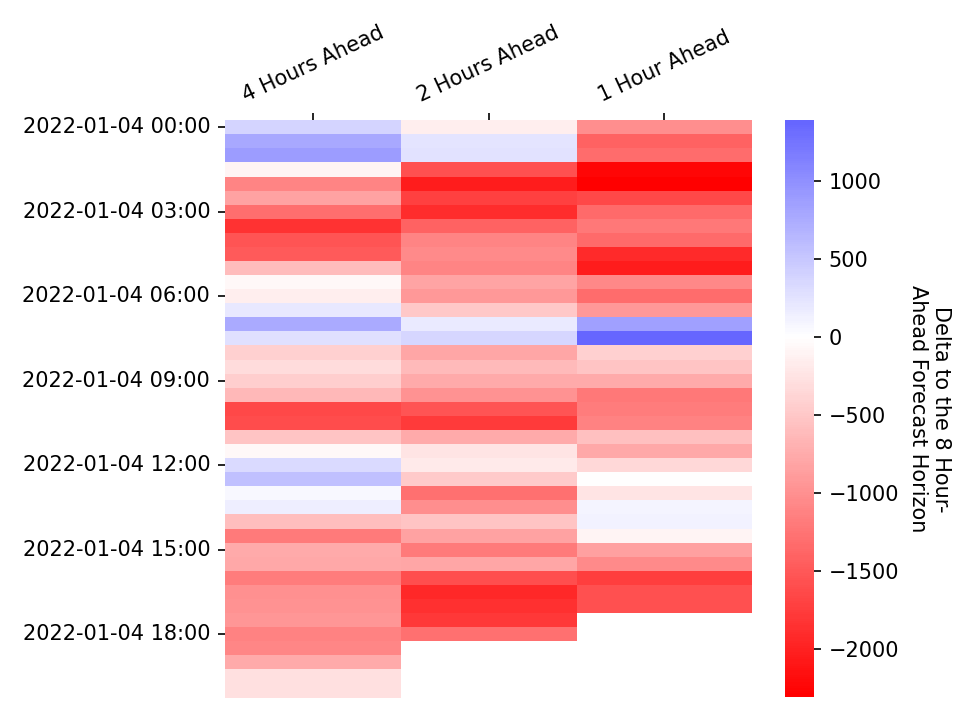 4 Hours Ahead
2 Hours Ahead
1 Hour Ahead
2022-01-04 00:00
2022-01-04 03:00
2022-01-04 06:00
2022-01-04 09:00
2022-01-04 12:00
2022-01-04 15:00
2022-01-04 18:00
1000
500
0
−500
−1000
−1500
−2000
Delta to the 8 Hour-
Ahead Forecast Horizon